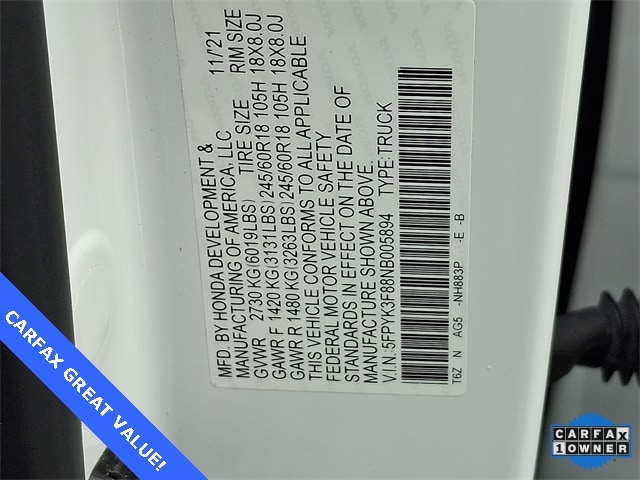 MFD. BY HONDA DEVELOPMENT & 11/'21
MANUFACTURING OF AMERICA, LLC
GVWR 2730 KG(6019LBS) TIRE SIZE RIM SIZE
GAWR F 1420 KG(3131LBS) 245/60R18 105H 18X8.0J
GAWR R 1480 KG(3263LBS) 245/60R18 105H 18X8.0J
THIS VEHICLE CONFORMS TO ALL APPLICABLE
FEDERAL MOTOR VEHICLE SAFETY
STANDARDS IN EFFECT ON THE DATE OF
MANUFACTURE SHOWN ABOVE.
V.I.N.:5FPYK3F88NB005894 TYPE:TRUCK
T6Z N AG5 -NH883P -E -B
CARFAX GREAT VALUE!
CARFAX
1 OWNER